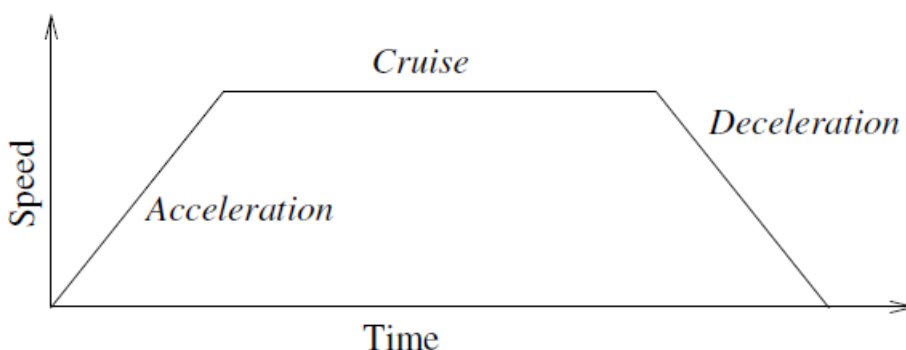 Cruise
Deceleration
Acceleration
Speed
Time